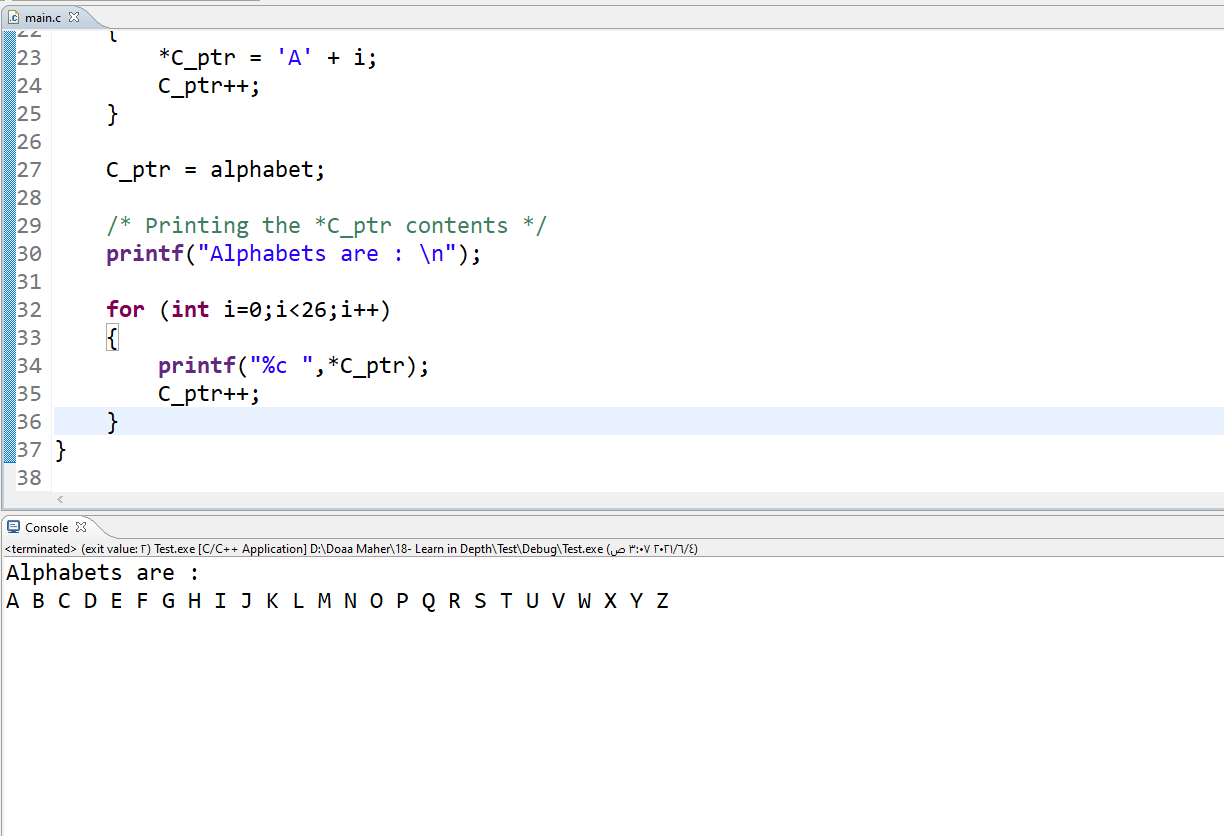 main.c
22 {
23 *C_ptr = 'A' + i;
24 C_ptr++;
25 }
26
27 C_ptr = alphabet;
28
29 /* Printing the *C_ptr contents */
30 printf("Alphabets are : \n");
31
32 for (int i=0;i<26;i++)
33 {
34 printf("%c ",*C_ptr);
35 C_ptr++;
36 }
37 }
38
Console
<terminated> (exit value: ٢) Test.exe [C/C++ Application] D:\Doaa Maher\18- Learn in Depth\Test\Debug\Test.exe (٤‏/٦‏/٢٠٢١ ٣:٠٧ ص)
Alphabets are :
A B C D E F G H I J K L M N O P Q R S T U V W X Y Z